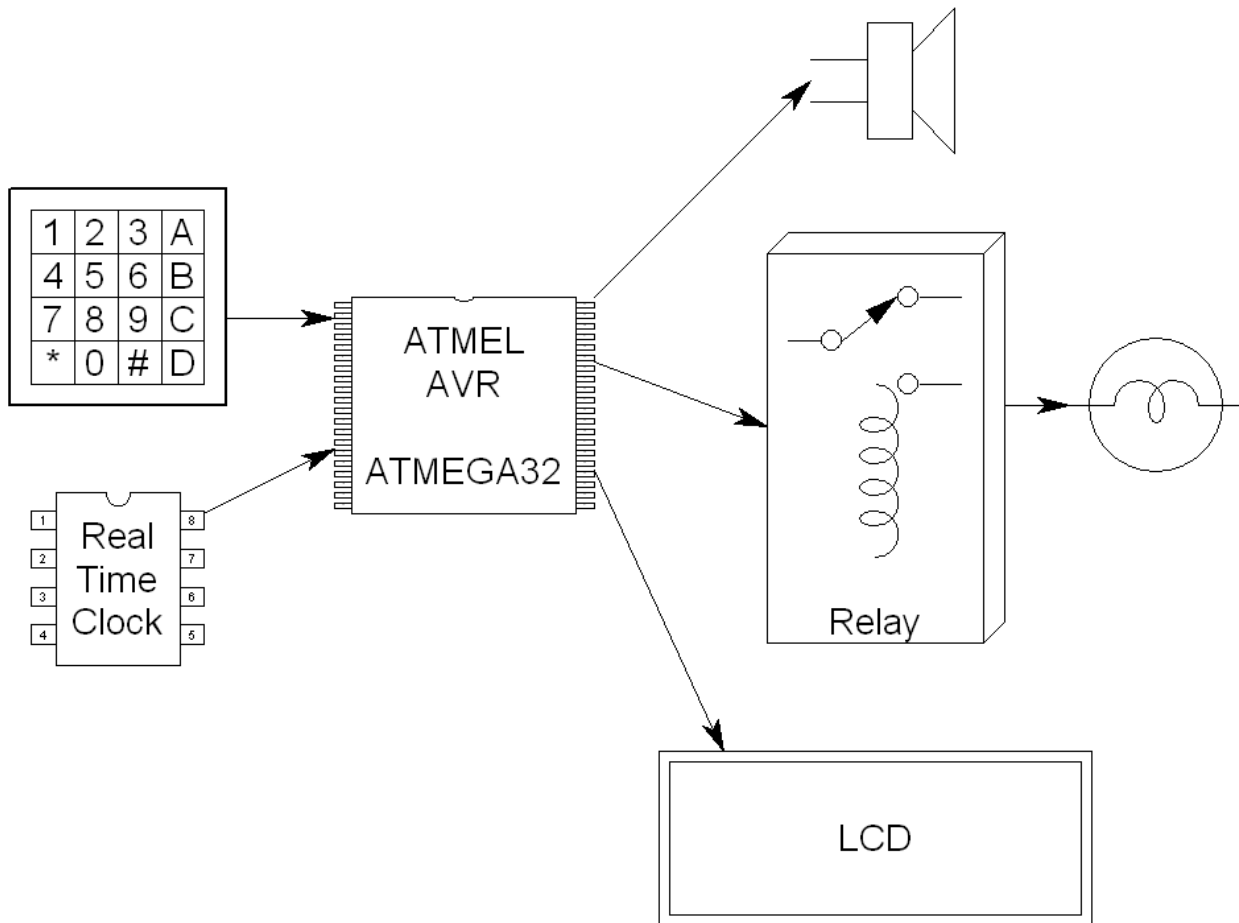 1 2 3 A
4 5 6 B
7 8 9 C
* 0 # D
ATMEL
AVR
ATMEGA32
1 8
2 7
3 6
4 5
Real
Time
Clock
Relay
LCD